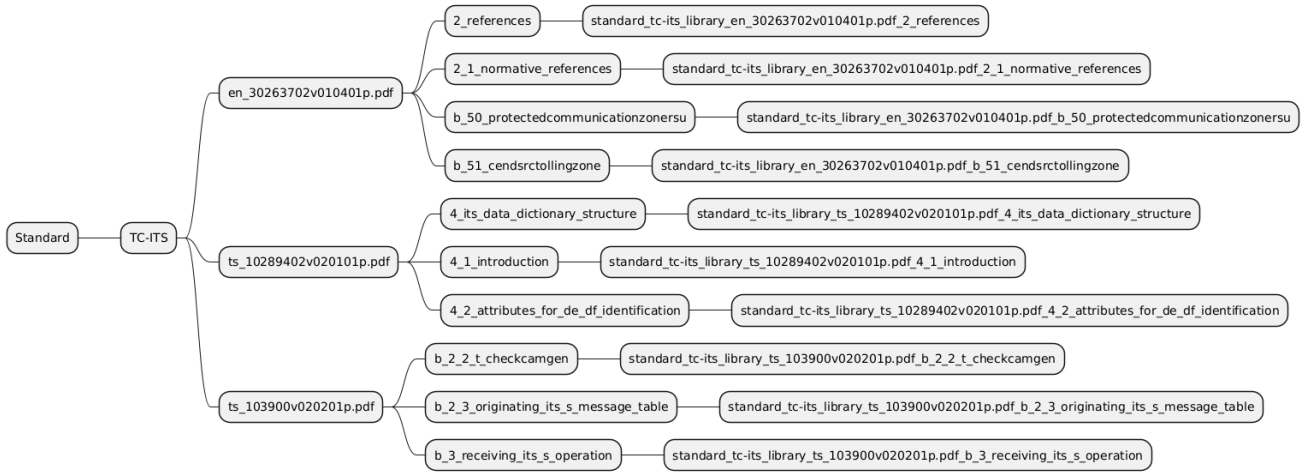 Standard
TC-ITS
en_30263702v010401p.pdf
2_references
standard_tc-its_library_en_30263702v010401p.pdf_2_references
2_1_normative_references
standard_tc-its_library_en_30263702v010401p.pdf_2_1_normative_references
b_50_protectedcommunicationzonersu
standard_tc-its_library_en_30263702v010401p.pdf_b_50_protectedcommunicationzonersu
b_51_cendsrctollingzone
standard_tc-its_library_en_30263702v010401p.pdf_b_51_cendsrctollingzone
ts_10289402v020101p.pdf
4_its_data_dictionary_structure
standard_tc-its_library_ts_10289402v020101p.pdf_4_its_data_dictionary_structure
4_1_introduction
standard_tc-its_library_ts_10289402v020101p.pdf_4_1_introduction
4_2_attributes_for_de_df_identification
standard_tc-its_library_ts_10289402v020101p.pdf_4_2_attributes_for_de_df_identification
ts_103900v020201p.pdf
b_2_2_t_checkcamgen
standard_tc-its_library_ts_103900v020201p.pdf_b_2_2_t_checkcamgen
b_2_3_originating_its_s_message_table
standard_tc-its_library_ts_103900v020201p.pdf_b_2_3_originating_its_s_message_table
b_3_receiving_its_s_operation
standard_tc-its_library_ts_103900v020201p.pdf_b_3_receiving_its_s_operation